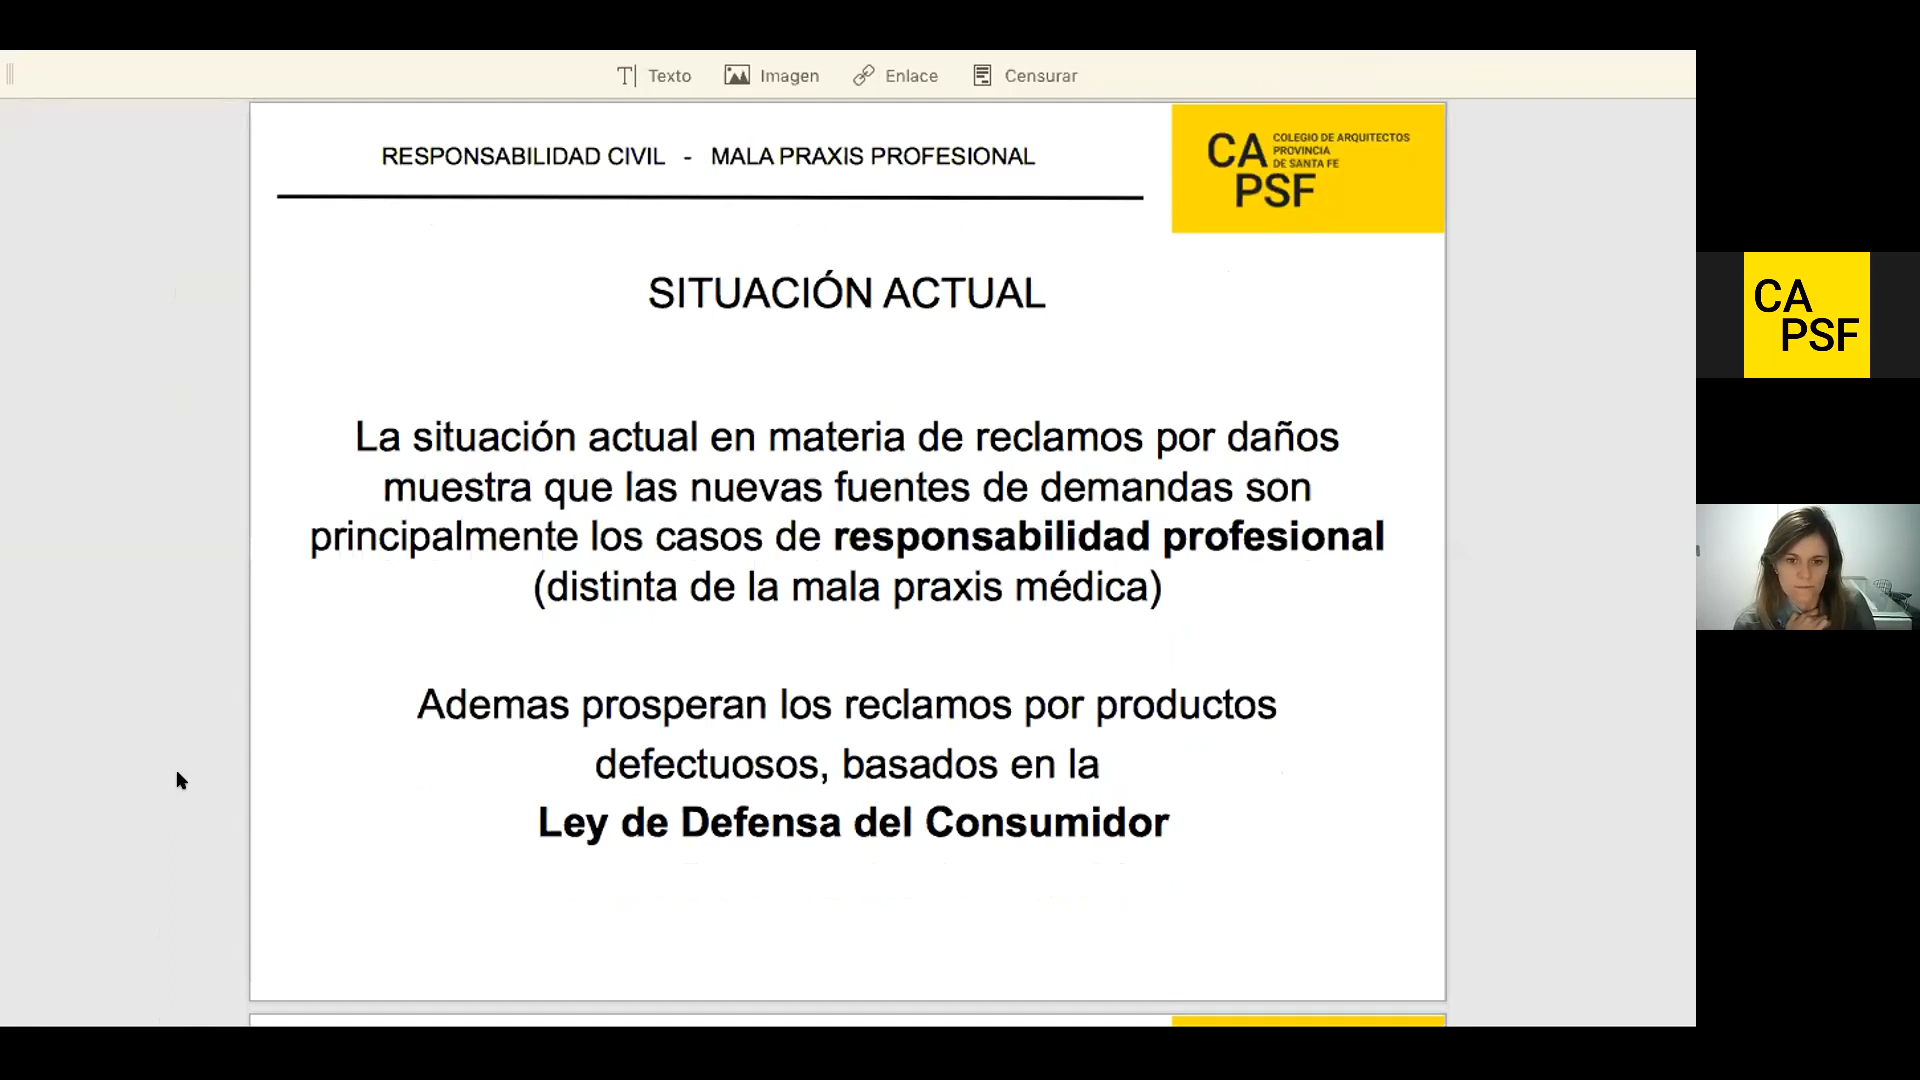 Texto Imagen Enlace Censurar
RESPONSABILIDAD CIVIL - MALA PRAXIS PROFESIONAL
CA
PSF
COLEGIO DE ARQUITECTOS
PROVINCIA
DE SANTA FE
SITUACIÓN ACTUAL
La situación actual en materia de reclamos por daños
muestra que las nuevas fuentes de demandas son
principalmente los casos de responsabilidad profesional
(distinta de la mala praxis médica)
Ademas prosperan los reclamos por productos
defectuosos, basados en la
Ley de Defensa del Consumidor
CA
PSF